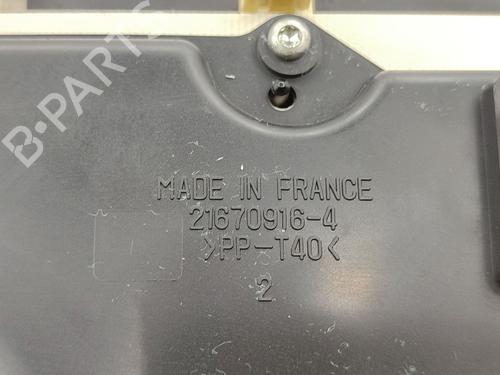 B-PARTS
MADE IN FRANCE
21670916-4
>PP-T40<
2